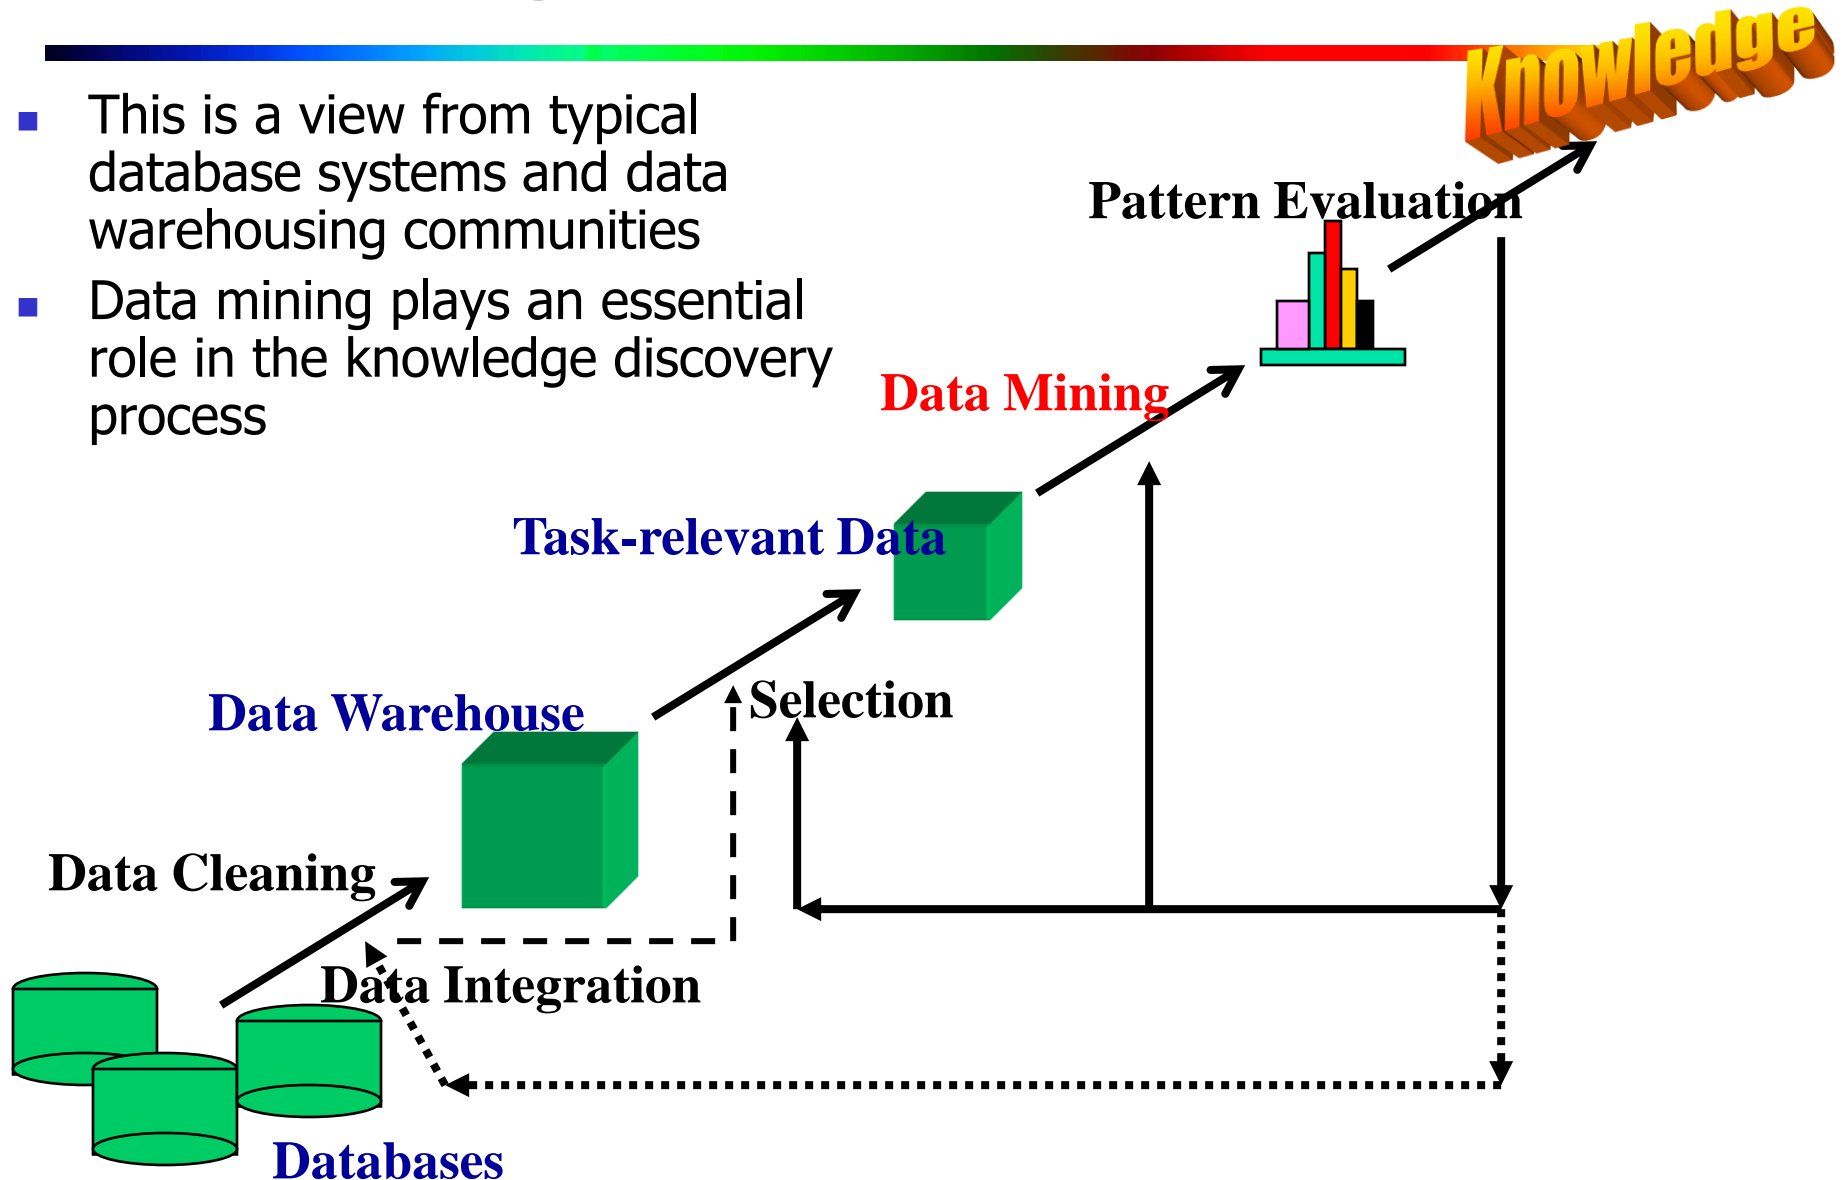 Knowledge
This is a view from typical
database systems and data
warehousing communities
Data mining plays an essential
role in the knowledge discovery
process
Pattern Evaluation
Data Mining
Task-relevant Data
Selection
Data Warehouse
Data Cleaning
Data Integration
Databases